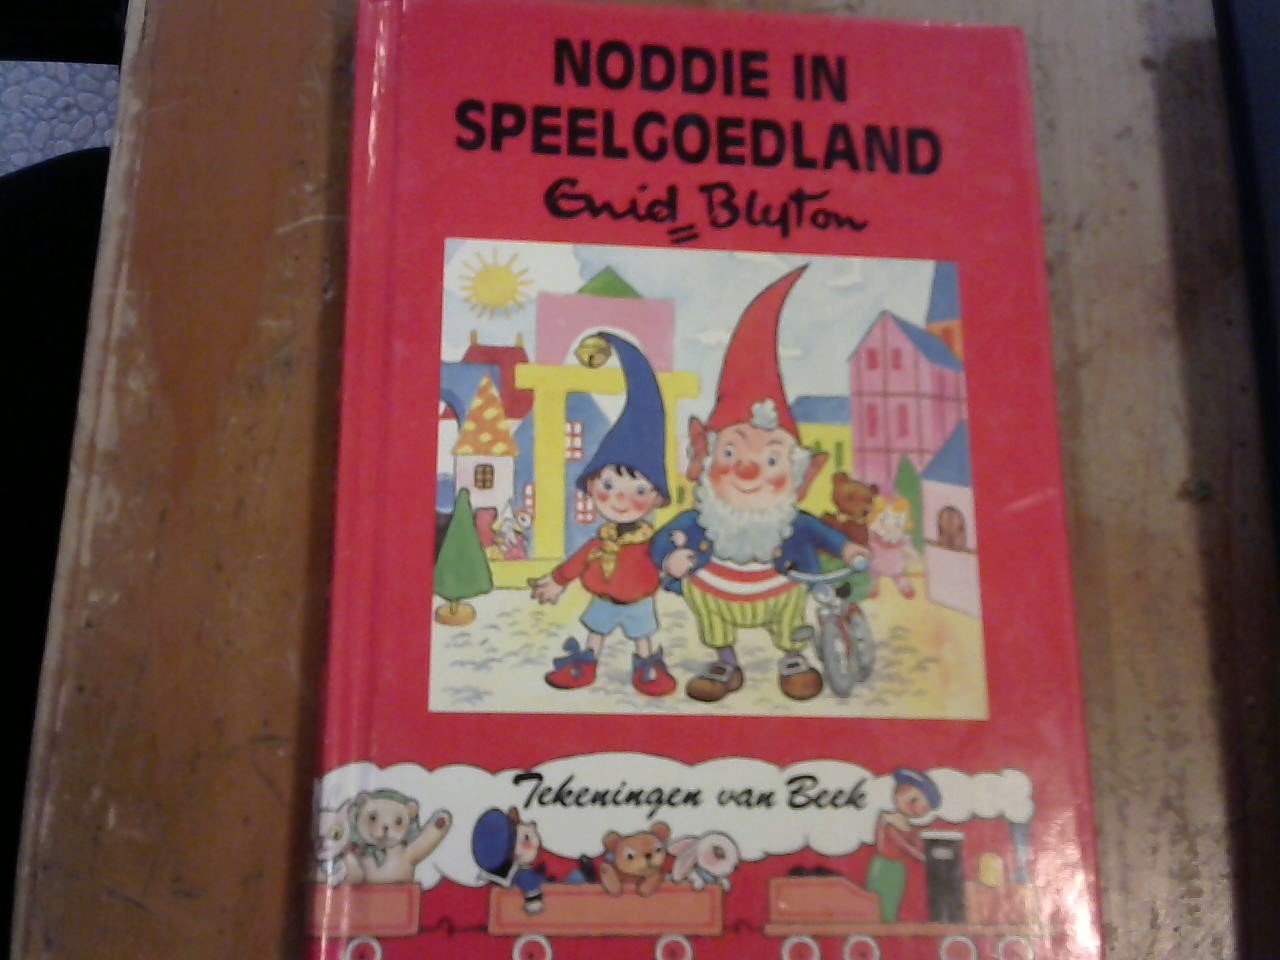 NODDIE IN
SPEELGOEDLAND
Enid Blyton
Tekeningen van Beek